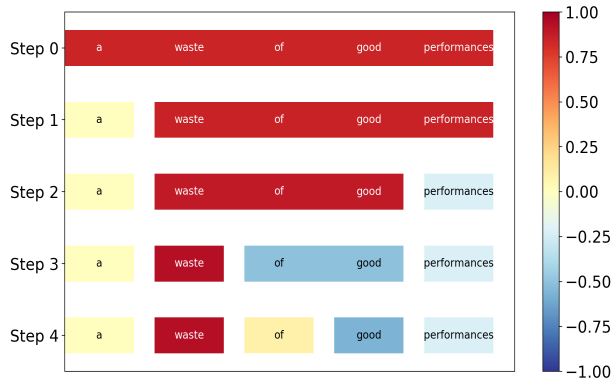 Step 0 a waste of good performances
Step 1 a waste of good performances
Step 2 a waste of good performances
Step 3 a waste of good performances
Step 4 a waste of good performances
1.00
0.75
0.50
0.25
0.00
−0.25
−0.50
−0.75
−1.00